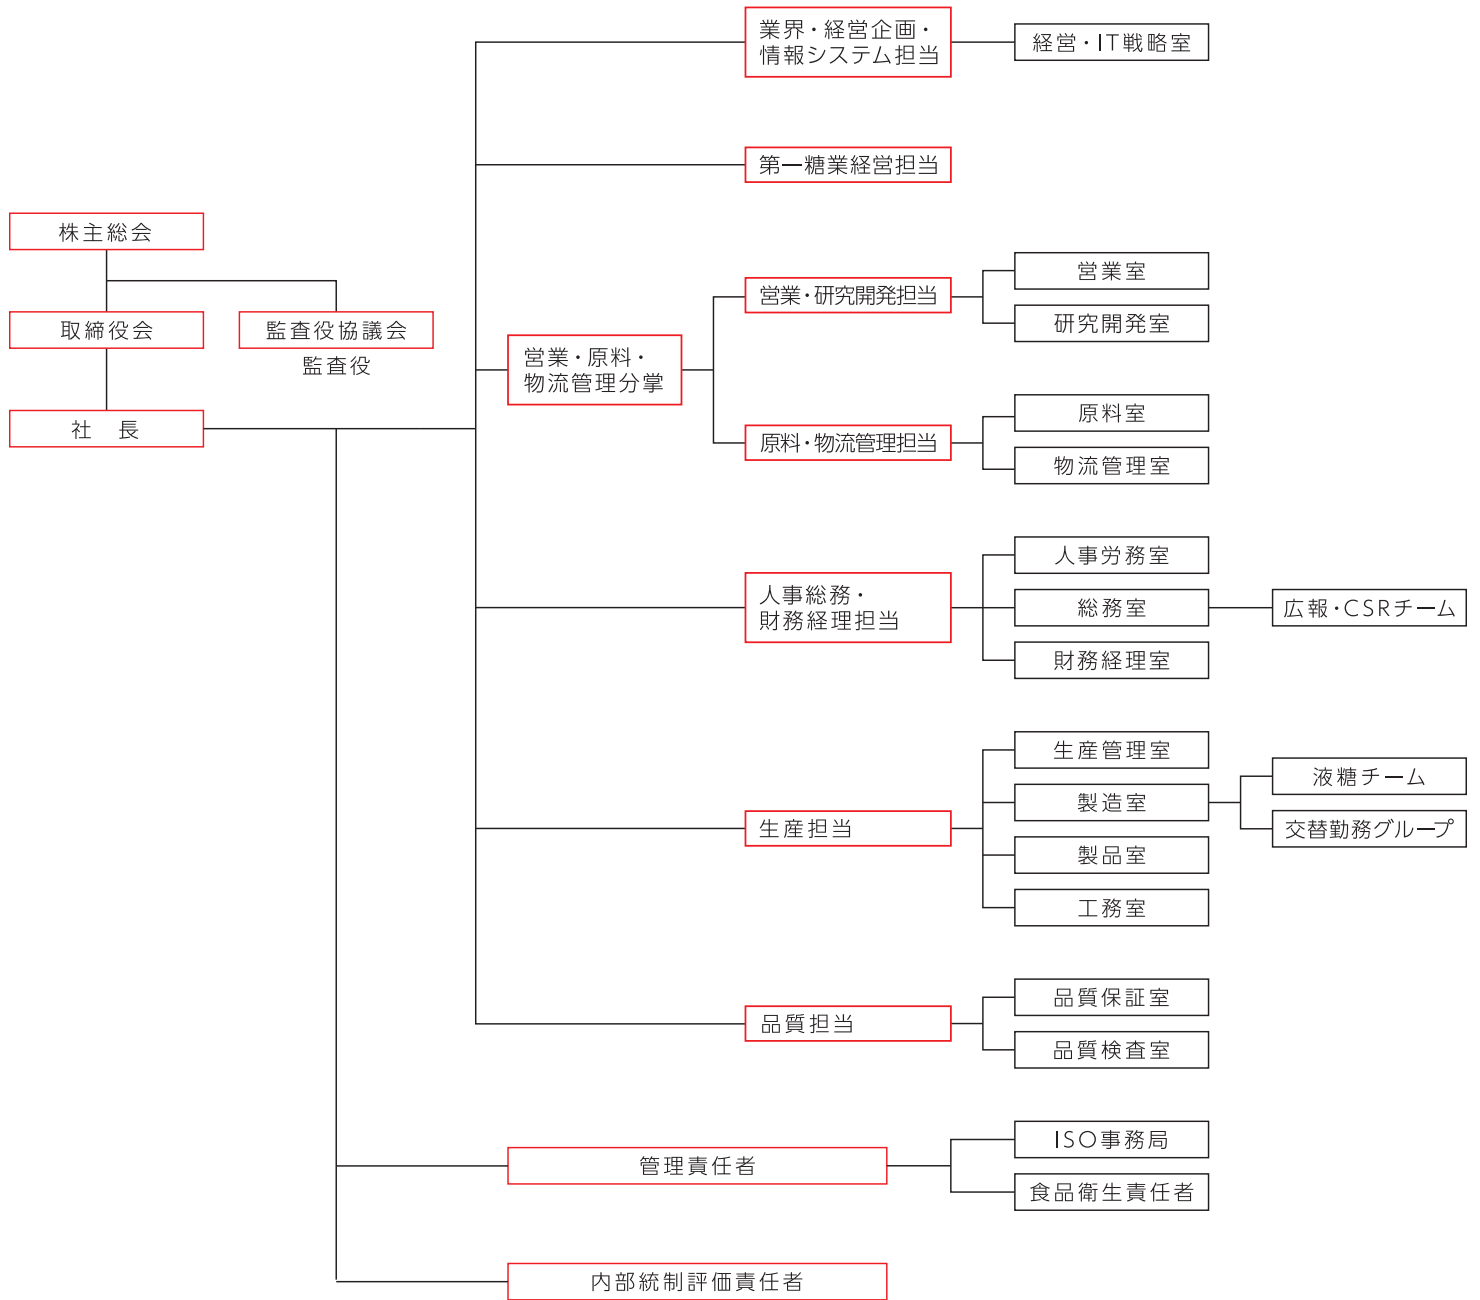 株主総会
取締役会
監査役協議会
監査役
社　長
業界・経営企画・
情報システム担当
経営・IT戦略室
第一糖業経営担当
営業・原料・
物流管理分掌
営業・研究開発担当
営業室
研究開発室
原料・物流管理担当
原料室
物流管理室
人事総務・
財務経理担当
人事労務室
総務室
広報・CSRチーム
財務経理室
生産担当
生産管理室
製造室
液糖チーム
交替勤務グループ
製品室
工務室
品質担当
品質保証室
品質検査室
管理責任者
ISO事務局
食品衛生責任者
内部統制評価責任者